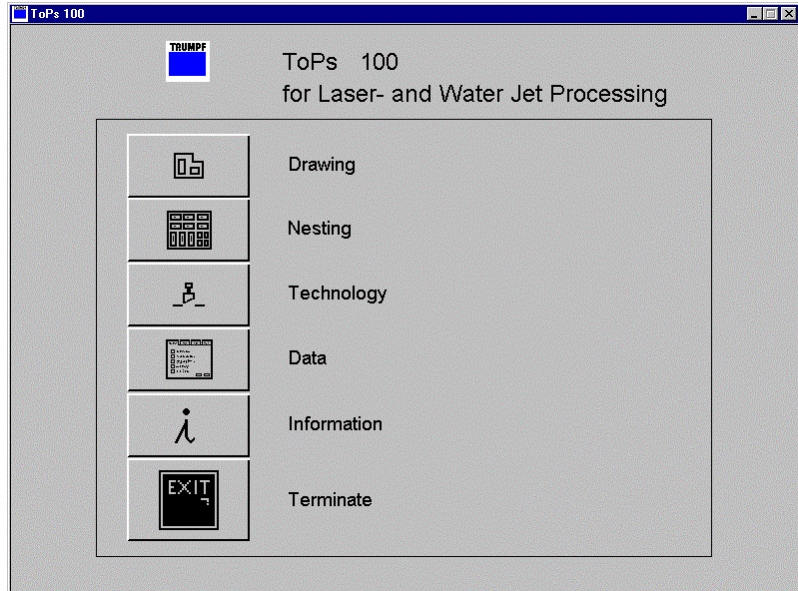 ToPs 100
TRUMPF
ToPs 100
for Laser- and Water Jet Processing
Drawing
Nesting
Technology
Data
Information
EXIT
Terminate